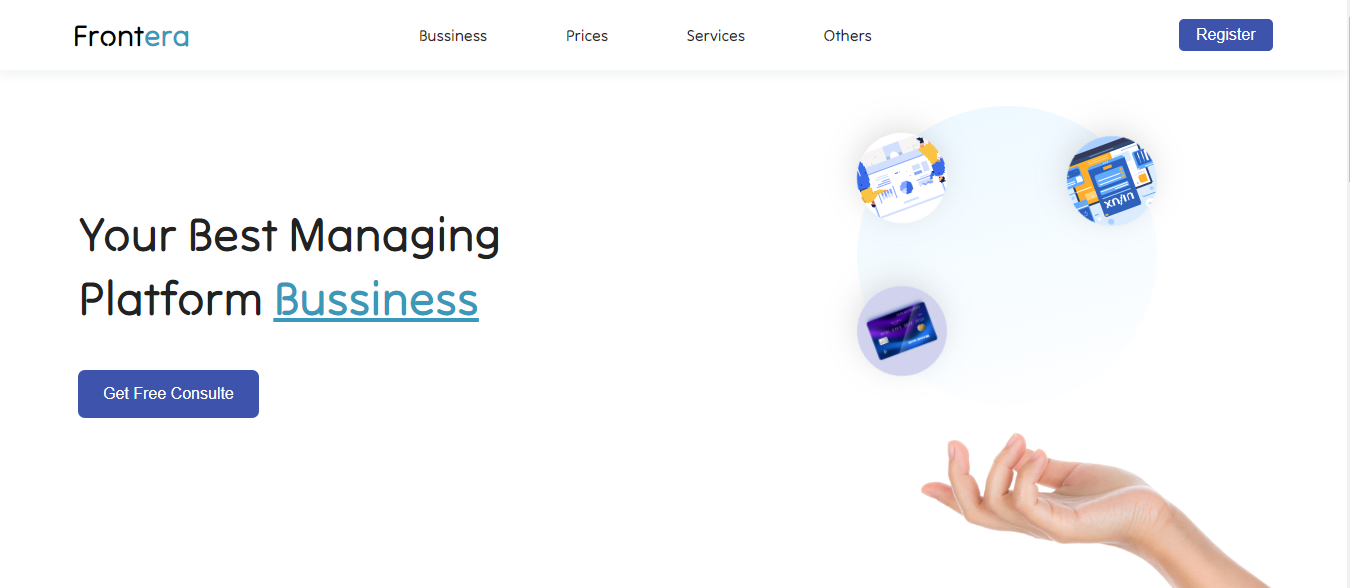 Frontera
Bussiness
Prices
Services
Others
Register
Your Best Managing
Platform Bussiness
Get Free Consulte
UX/UI